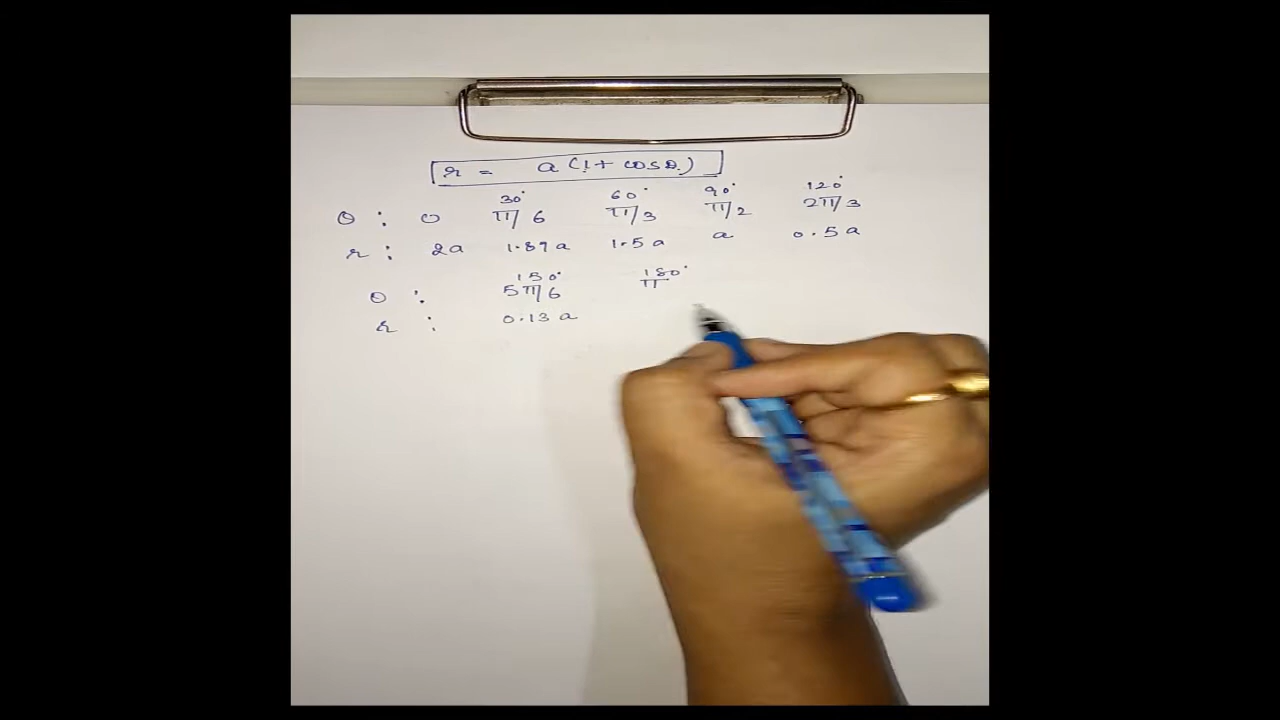 r = a (1 + cosθ.)
30° 60° 90° 120°
θ : 0 π/6 π/3 π/2 2π/3
r : 2a 1.89a 1.5a a 0.5a
150° 180°
θ : 5π/6 π
r : 0.13a